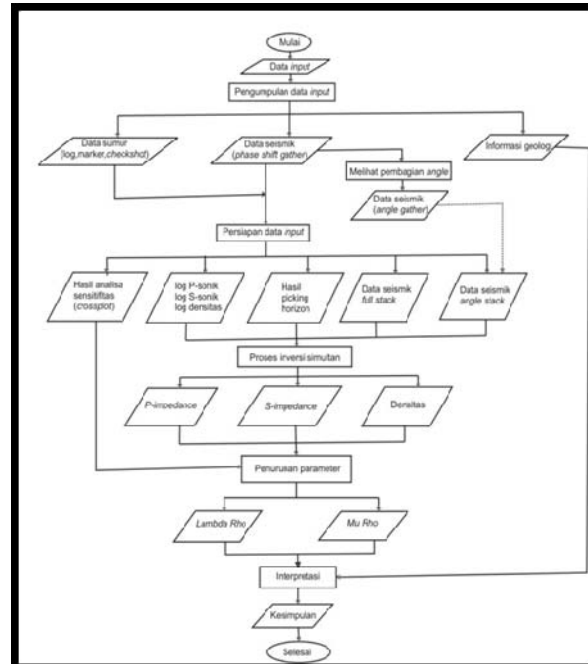 Mulai
Data input
Pengumpulan data input
Data sumur
(log,marker,checkshot)
Data seismik
(phase shift gather)
Informasi geologi
Melihat pembagian angle
Data seismik
(angle gather)
Persiapan data input
Hasil analisa
sensitifitas
(crossplot)
log P-sonik
log S-sonik
log densitas
Hasil
picking
horizon
Data seismik
full stack
Data seismik
angle stack
Proses inversi simutan
P-impedance
S-impedance
Densitas
Penurusan parameter
Lambda Rho
Mu Rho
Interpretasi
Kesimpulan
Selesai